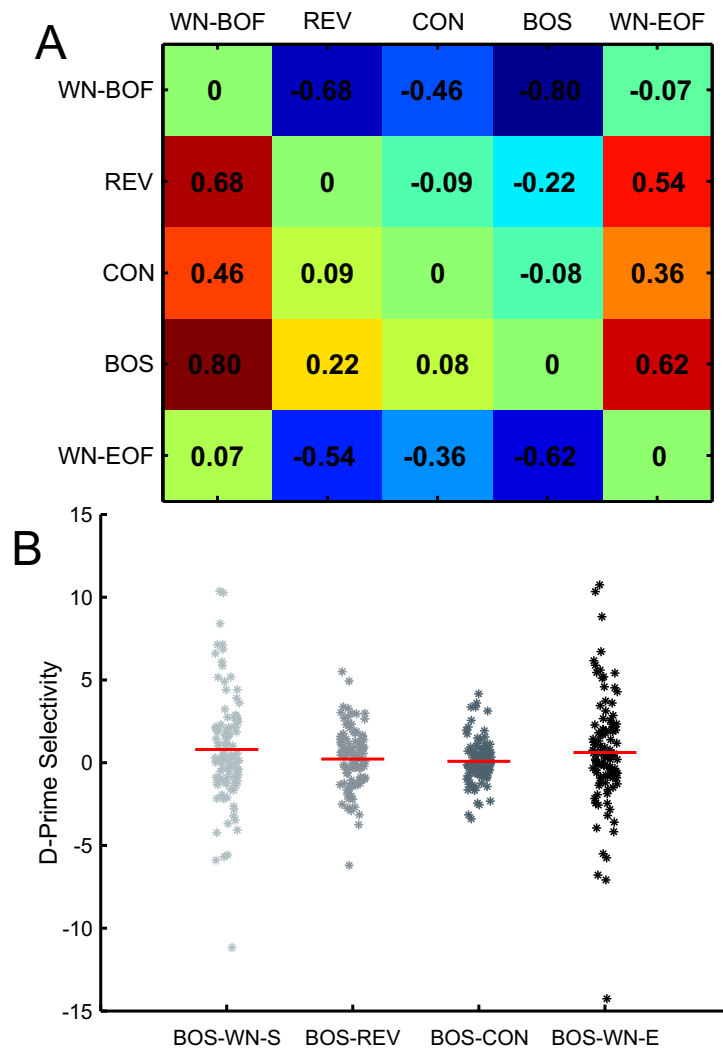 A
WN-BOF REV CON BOS WN-EOF
WN-BOF 0 -0.68 -0.46 -0.80 -0.07
REV 0.68 0 -0.09 -0.22 0.54
CON 0.46 0.09 0 -0.08 0.36
BOS 0.80 0.22 0.08 0 0.62
WN-EOF 0.07 -0.54 -0.36 -0.62 0
B
D-Prime Selectivity
15
10
5
0
-5
-10
-15
BOS-WN-S BOS-REV BOS-CON BOS-WN-E